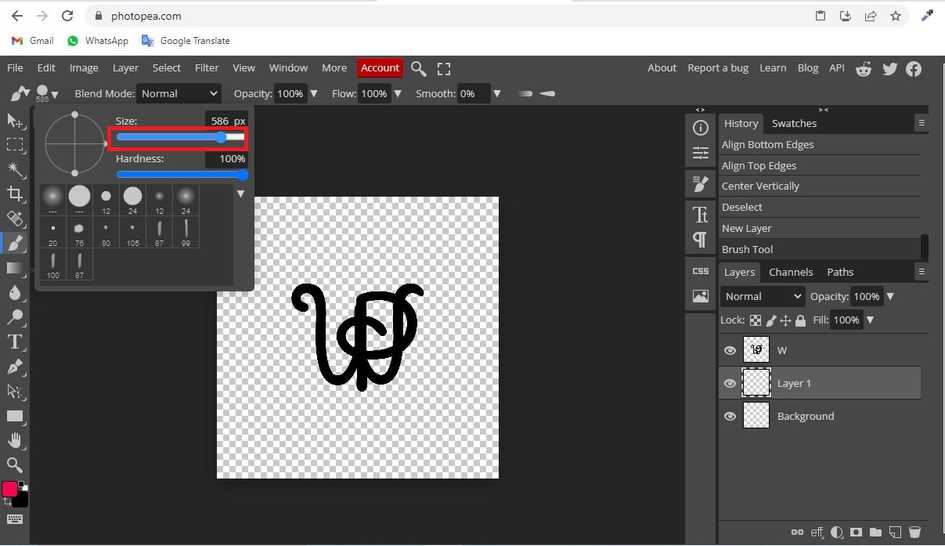 photopea.com
Gmail WhatsApp Google Translate
File Edit Image Layer Select Filter View Window More Account About Report a bug Learn Blog API
586 Blend Mode: Normal Opacity: 100% Flow: 100% Smooth: 0%
Size: 586 px
Hardness: 100%
--- --- 12 24 12 24
20 76 80 105 87 99
100 87
History Swatches
Align Bottom Edges
Align Top Edges
Center Vertically
Deselect
New Layer
Brush Tool
Layers Channels Paths
Normal Opacity: 100%
Lock: Fill: 100%
W
Layer 1
Background
CSS
eff